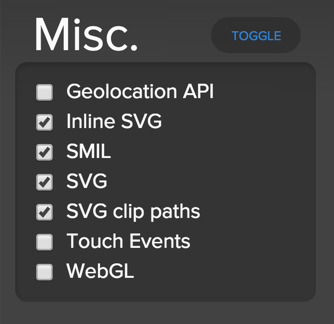 Misc.
TOGGLE
Geolocation API
Inline SVG
SMIL
SVG
SVG clip paths
Touch Events
WebGL